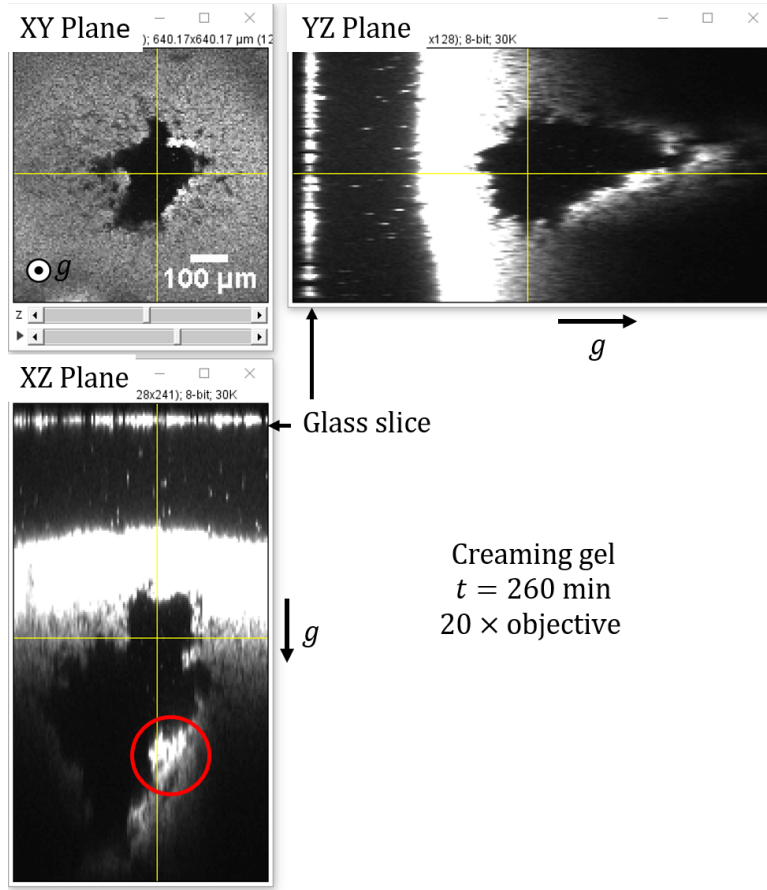 XY Plane
); 640.17x640.17 µm (12
g
100 µm
z
YZ Plane
x128); 8-bit; 30K
g
XZ Plane
28x241); 8-bit; 30K
Glass slice
g
Creaming gel
t = 260 min
20 × objective